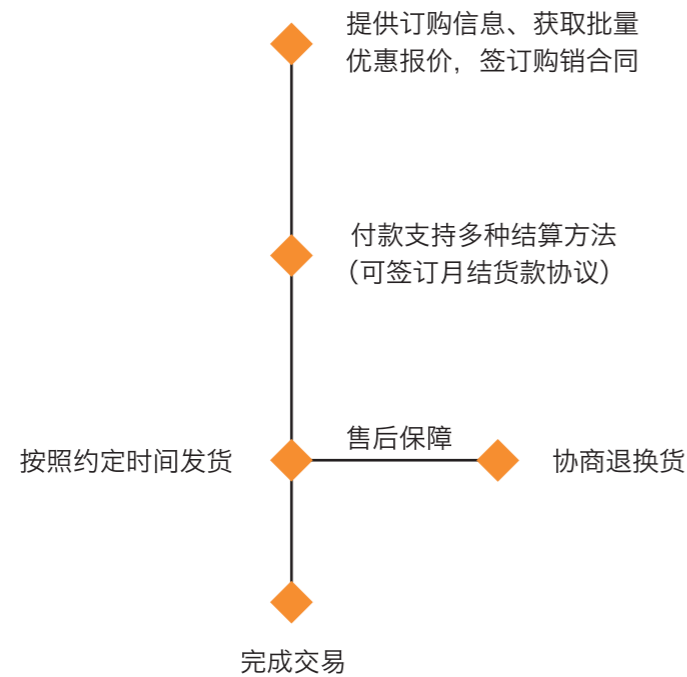 提供订购信息、获取批量
优惠报价，签订购销合同
付款支持多种结算方法
（可签订月结货款协议）
售后保障
按照约定时间发货
协商退换货
完成交易